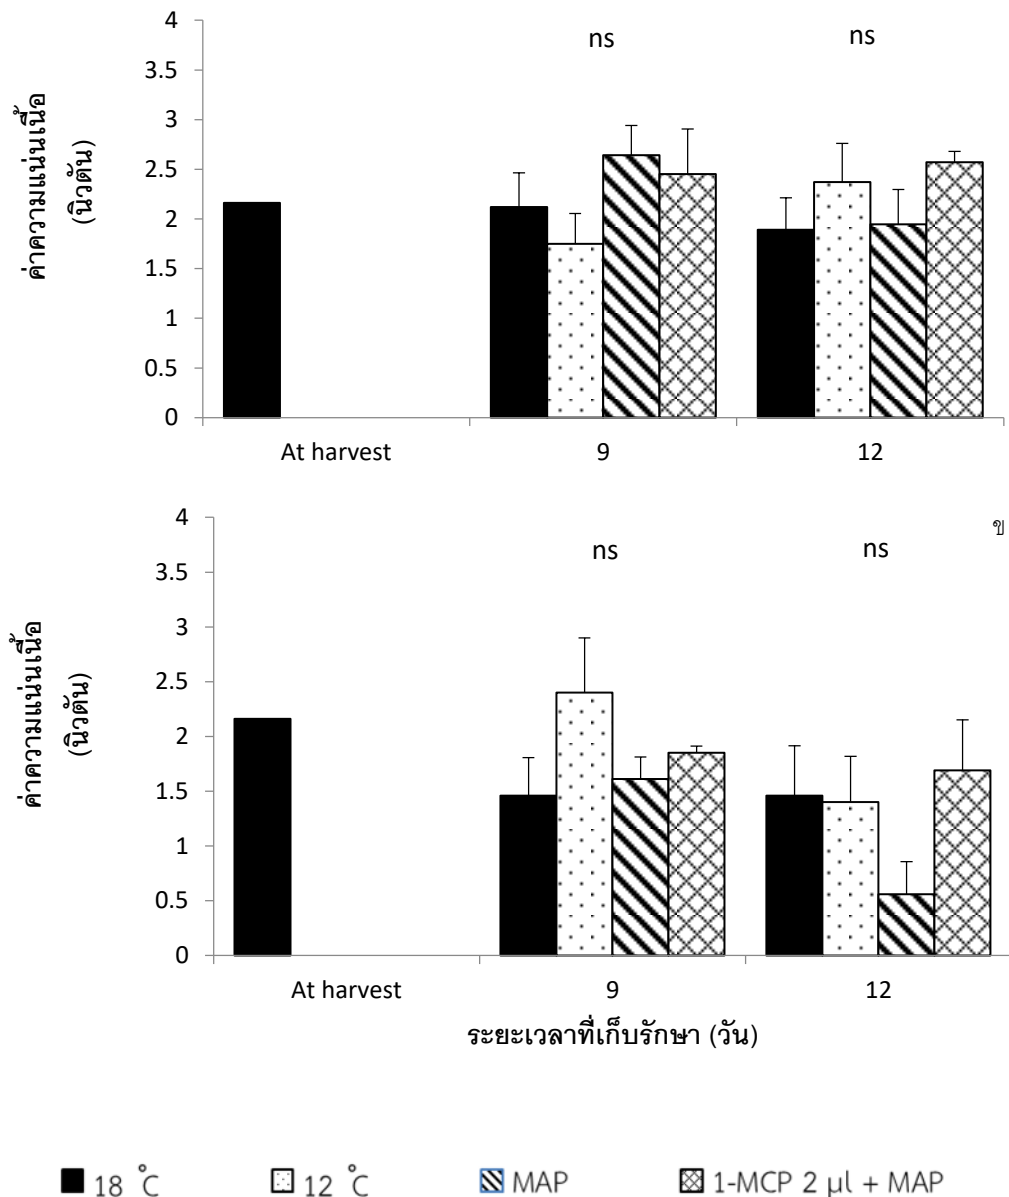 4
3.5
3
2.5
2
1.5
1
0.5
0
ค่าความแน่นเนื้อ
(นิวตัน)
ns
ns
At harvest
9
12
4
3.5
3
2.5
2
1.5
1
0.5
0
ค่าความแน่นเนื้อ
(นิวตัน)
ข
ns
ns
At harvest
9
12
ระยะเวลาที่เก็บรักษา (วัน)
18 °C
12 °C
MAP
1-MCP 2 µl + MAP